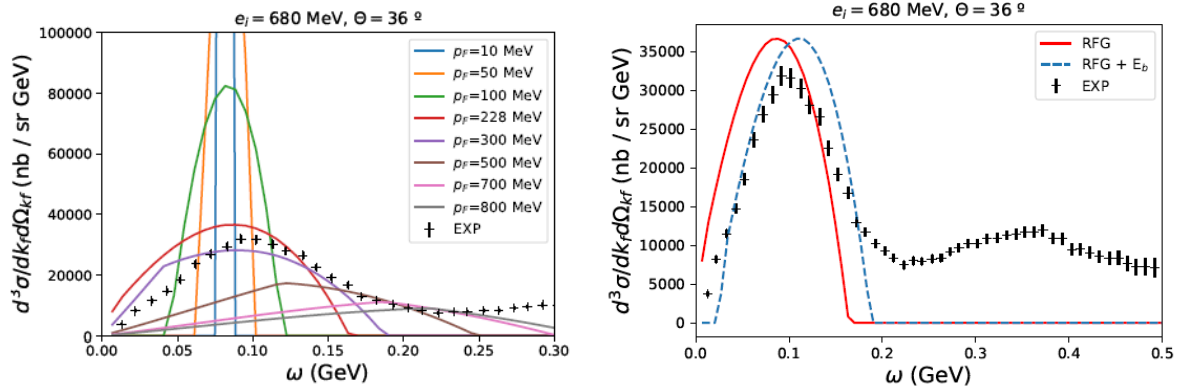 e_i = 680 MeV, Θ = 36 º
d³σ/dk_f dΩ_kf (nb / sr GeV)
100000
80000
60000
40000
20000
0
p_F=10 MeV
p_F=50 MeV
p_F=100 MeV
p_F=228 MeV
p_F=300 MeV
p_F=500 MeV
p_F=700 MeV
p_F=800 MeV
EXP
0.00 0.05 0.10 0.15 0.20 0.25 0.30
ω (GeV)
e_i = 680 MeV, Θ = 36 º
d³σ/dk_f dΩ_kf (nb / sr GeV)
35000
30000
25000
20000
15000
10000
5000
0
RFG
RFG + E_b
EXP
0.0 0.1 0.2 0.3 0.4 0.5
ω (GeV)